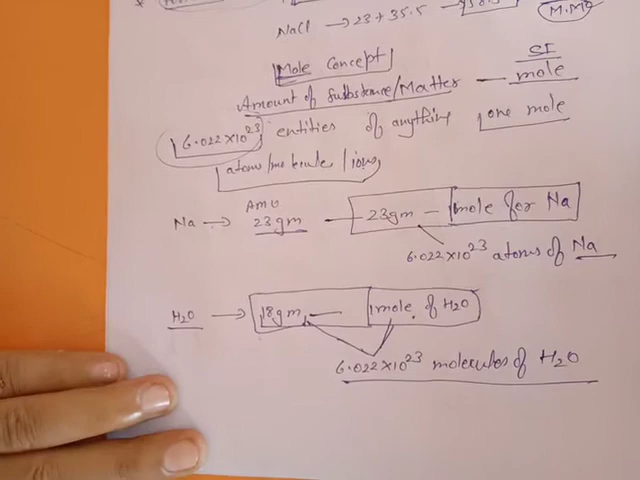 NaCl → 23 + 35.5 → 58.5
M.M
Mole Concept
SI
Amount of Substance/Matter — mole
6.022×10²³ entities of anything one mole
atoms/molecule/ions
AMU
Na → 23gm — 23gm — 1mole for Na
6.022×10²³ atoms of Na
H₂O → 18gm — 1mole of H₂O
6.022×10²³ molecules of H₂O